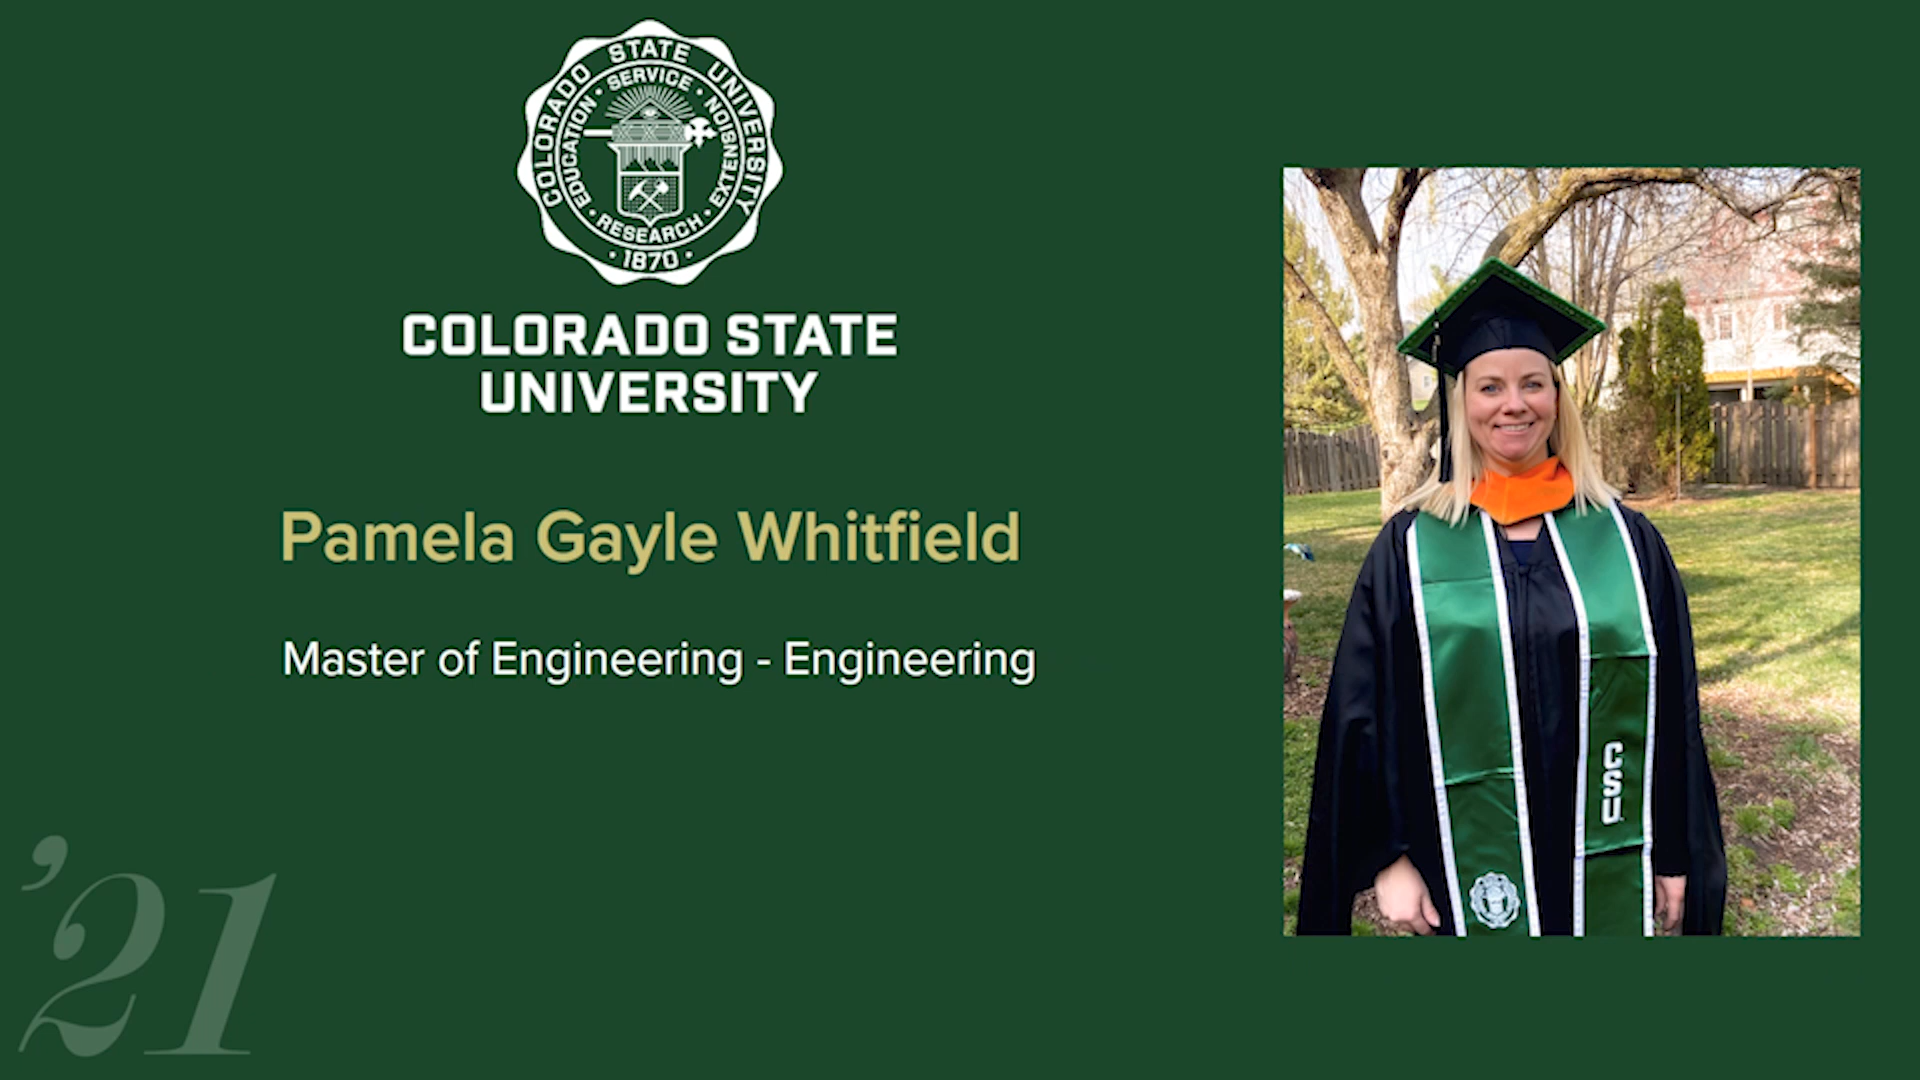 COLORADO STATE UNIVERSITY
EDUCATION • SERVICE • EXTENSION • RESEARCH
• 1870 •
COLORADO STATE
UNIVERSITY
Pamela Gayle Whitfield
Master of Engineering - Engineering
CSU
’21